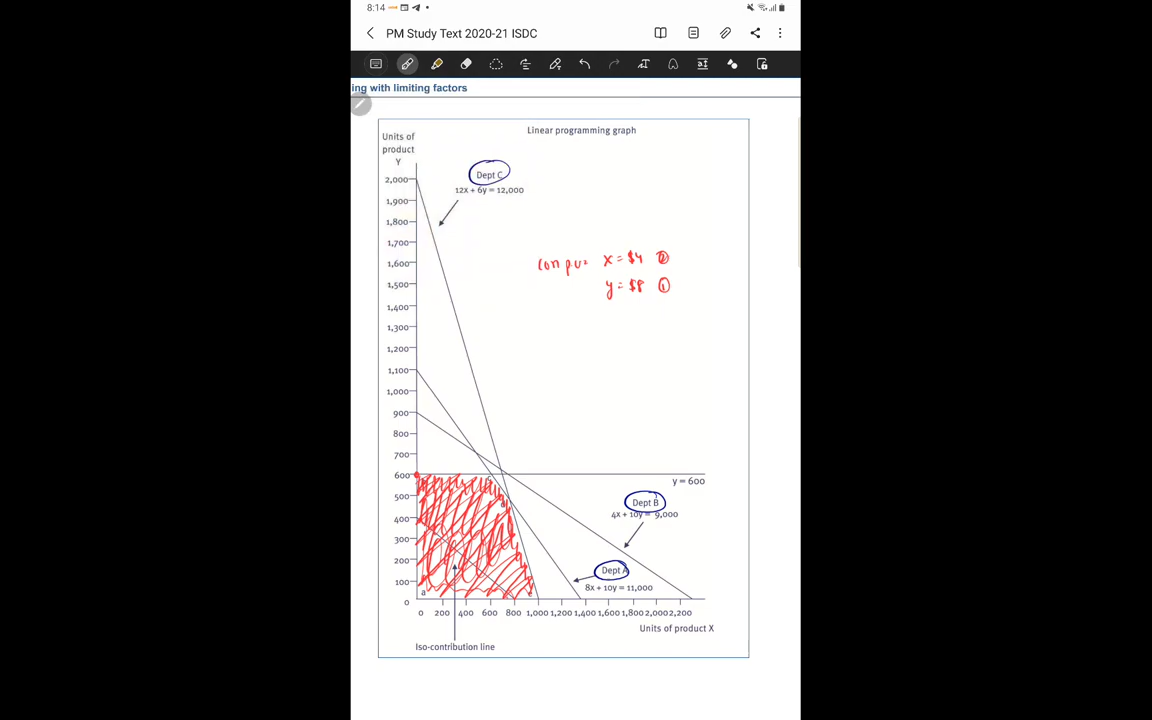 8:14
PM Study Text 2020-21 ISDC
ing with limiting factors
Linear programming graph
Units of
product
Y
Dept C
12x + 6y = 12,000
2,000
1,900
1,800
1,700
1,600
1,500
1,400
1,300
1,200
1,100
1,000
900
800
700
600
500
400
300
200
100
0
x = $4 ②
y = $8 ①
y = 600
Dept B
4x + 10y = 9,000
Dept A
8x + 10y = 11,000
a
0 200 400 600 800 1,000 1,200 1,400 1,600 1,800 2,000 2,200
Units of product X
Iso-contribution line